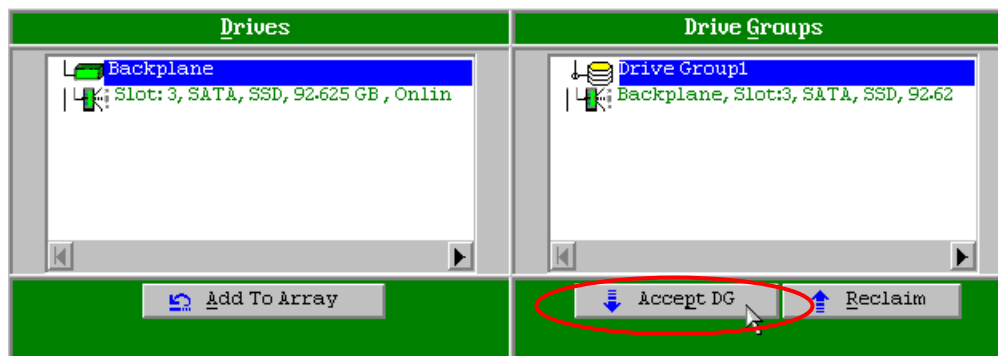 Drives
Drive Groups
Backplane
Slot: 3, SATA, SSD, 92.625 GB , Onlin
Drive Group1
Backplane, Slot:3, SATA, SSD, 92.62
Add To Array
Accept DG
Reclaim